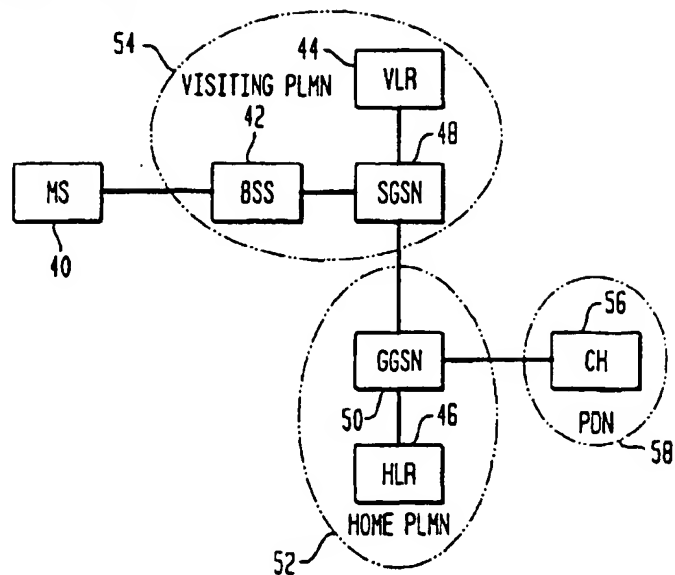 54
44
VLR
VISITING PLMN
42
48
MS
BSS
SGSN
40
56
GGSN
CH
50
46
PDN
58
HLR
HOME PLMN
52